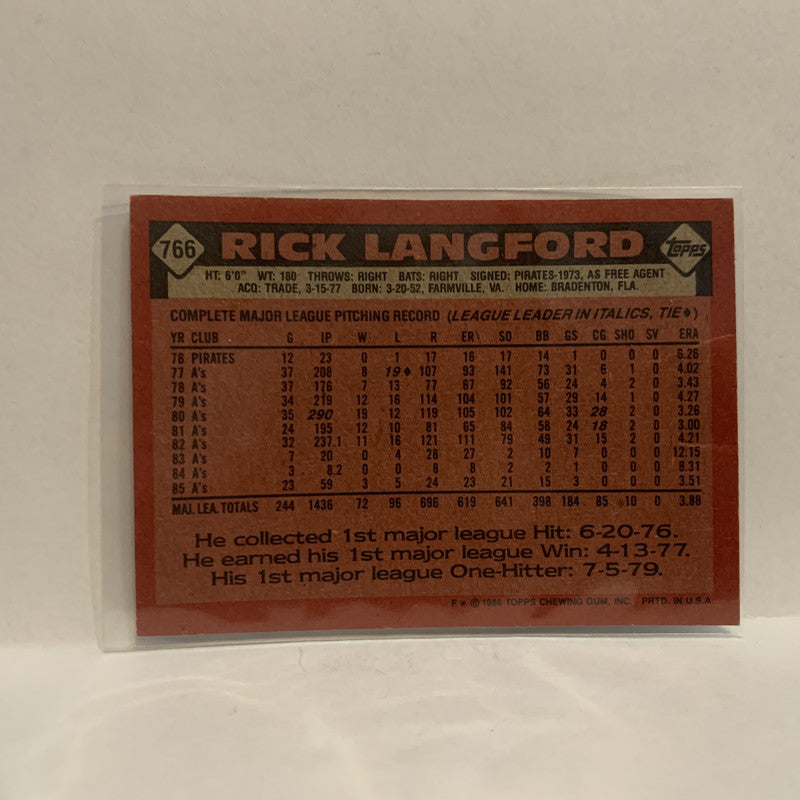 766 RICK LANGFORD topps
HT: 6'0" WT: 180 THROWS: RIGHT BATS: RIGHT SIGNED: PIRATES-1973, AS FREE AGENT
ACQ: TRADE, 3-15-77 BORN: 3-20-52, FARMVILLE, VA. HOME: BRADENTON, FLA.
COMPLETE MAJOR LEAGUE PITCHING RECORD (LEAGUE LEADER IN ITALICS, TIE♦)
YR CLUB G IP W L R ER SO BB GS CG SHO SV ERA
76 PIRATES 12 23 0 1 17 16 17 14 1 0 0 0 6.26
77 A's 37 208 8 19♦ 107 93 141 73 31 6 1 0 4.02
78 A's 37 176 7 13 77 67 92 56 24 4 2 0 3.43
79 A's 34 219 12 16 114 104 101 57 29 14 1 0 4.27
80 A's 35 290 19 12 119 105 102 64 33 28 2 0 3.26
81 A's 24 195 12 10 81 65 84 58 24 18 2 0 3.00
82 A's 32 237.1 11 16 121 111 79 49 31 15 2 0 4.21
83 A's 7 20 0 4 28 27 2 10 7 0 0 0 12.15
84 A's 3 8.2 0 0 8 8 2 2 1 0 0 0 8.31
85 A's 23 59 3 5 24 23 21 15 3 0 0 0 3.51
MAJ. LEA. TOTALS 244 1436 72 96 696 619 641 398 184 85 10 0 3.88
He collected 1st major league Hit: 6-20-76.
He earned his 1st major league Win: 4-13-77.
His 1st major league One-Hitter: 7-5-79.
F * © 1986 TOPPS CHEWING GUM, INC. PRTD. IN U.S.A.